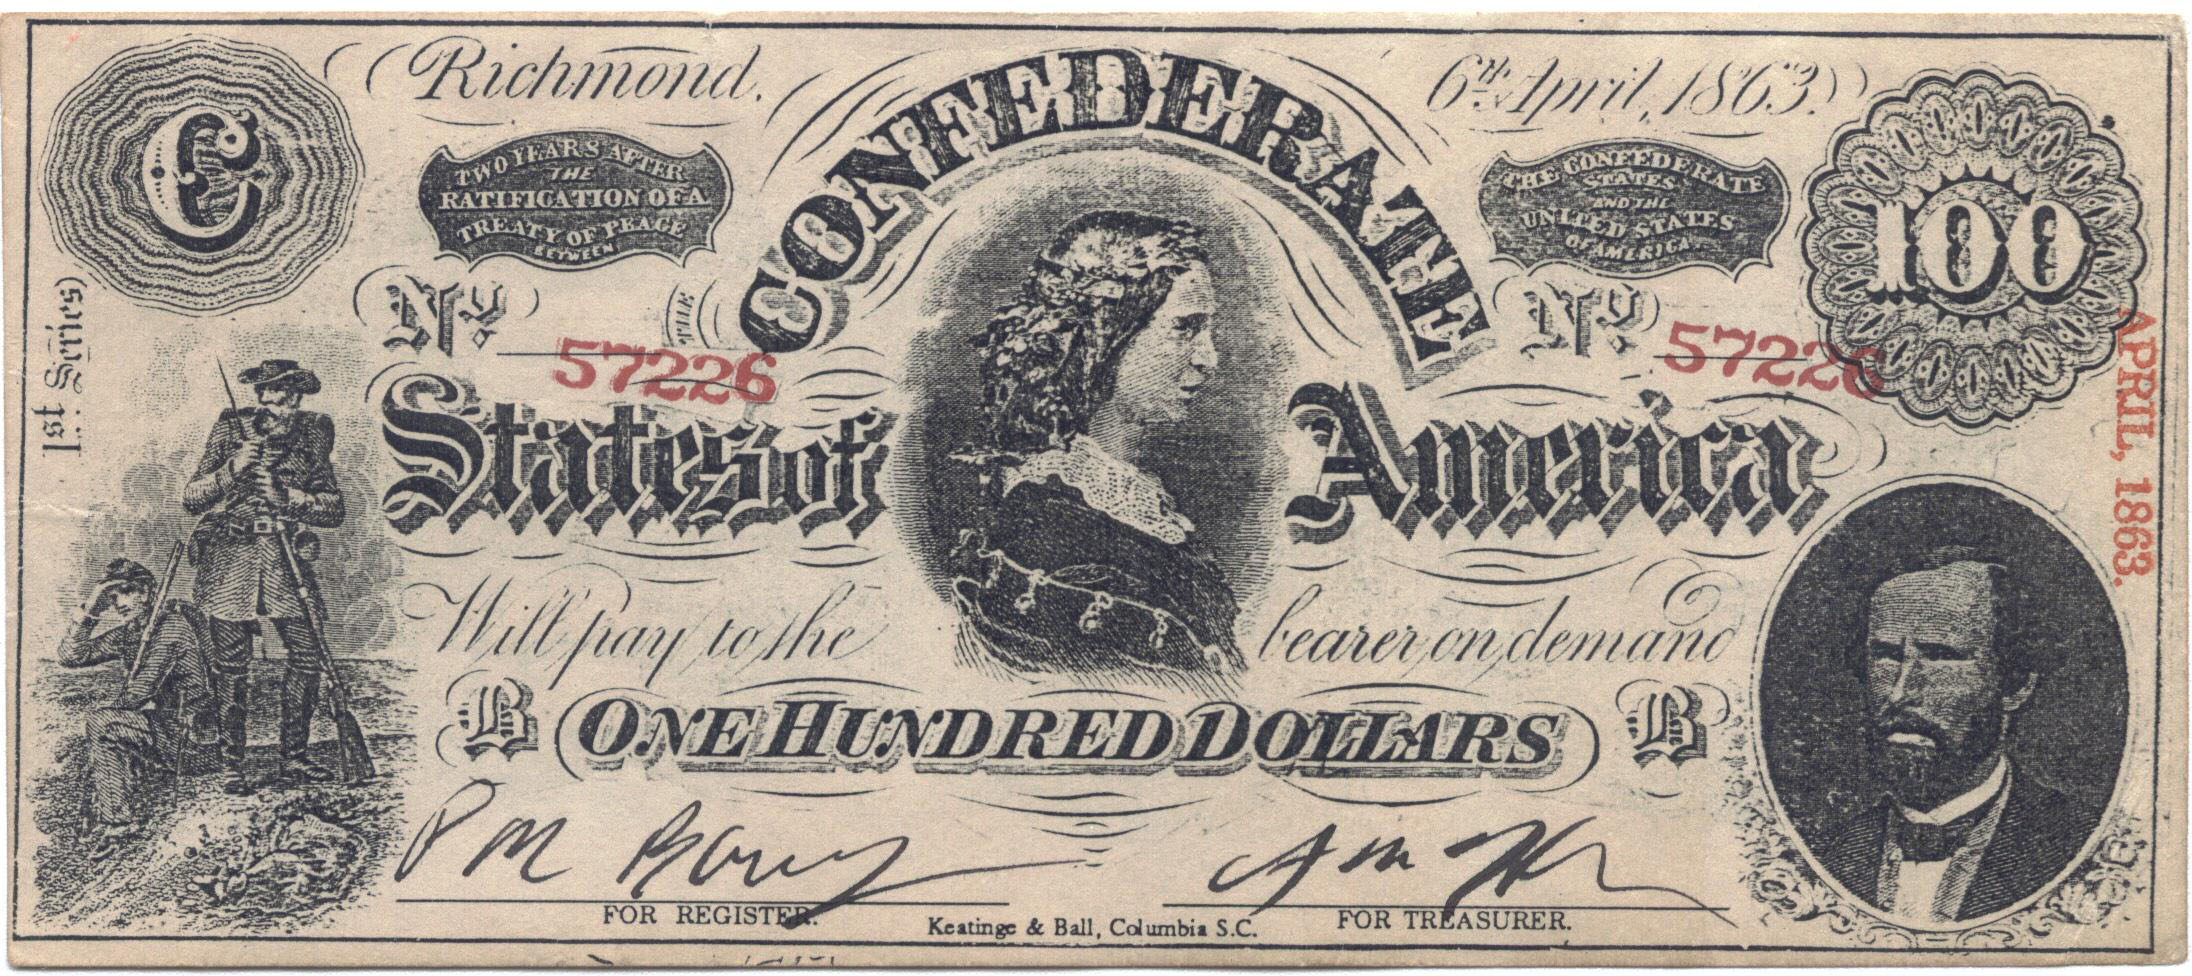 C
Richmond.
6TH April, 1863.
TWO YEARS AFTER
THE
RATIFICATION OF A
TREATY OF PEACE
BETWEEN
THE CONFEDERATE
STATES
AND THE
UNITED STATES
OF AMERICA
100
1st Series
No
57226
THE
CONFEDERATE
No
57226
APRIL, 1863.
States of America
Will pay to the bearer on demand
B ONE HUNDRED DOLLARS B
FOR REGISTER.
Keatinge & Ball, Columbia S.C.
FOR TREASURER.